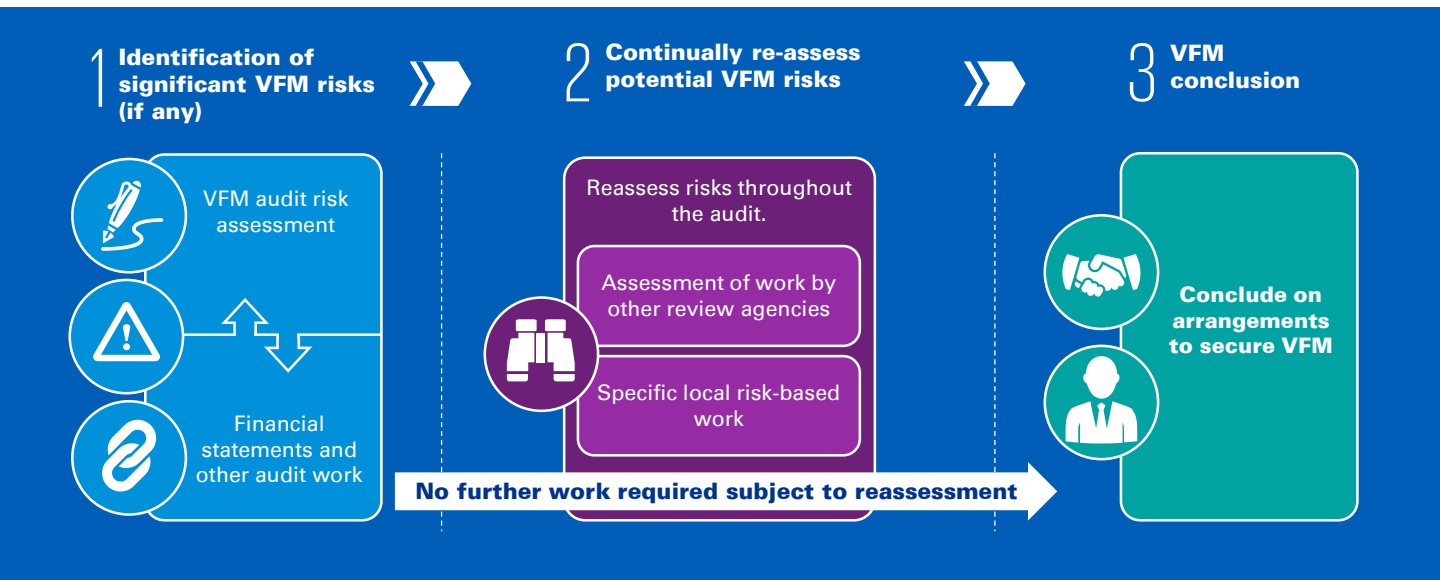 1 Identification of
significant VFM risks
(if any)
2 Continually re-assess
potential VFM risks
3 VFM
conclusion
VFM audit risk
assessment
Financial
statements and
other audit work
Reassess risks throughout
the audit.
Assessment of work by
other review agencies
Specific local risk-based
work
No further work required subject to reassessment
Conclude on
arrangements
to secure VFM